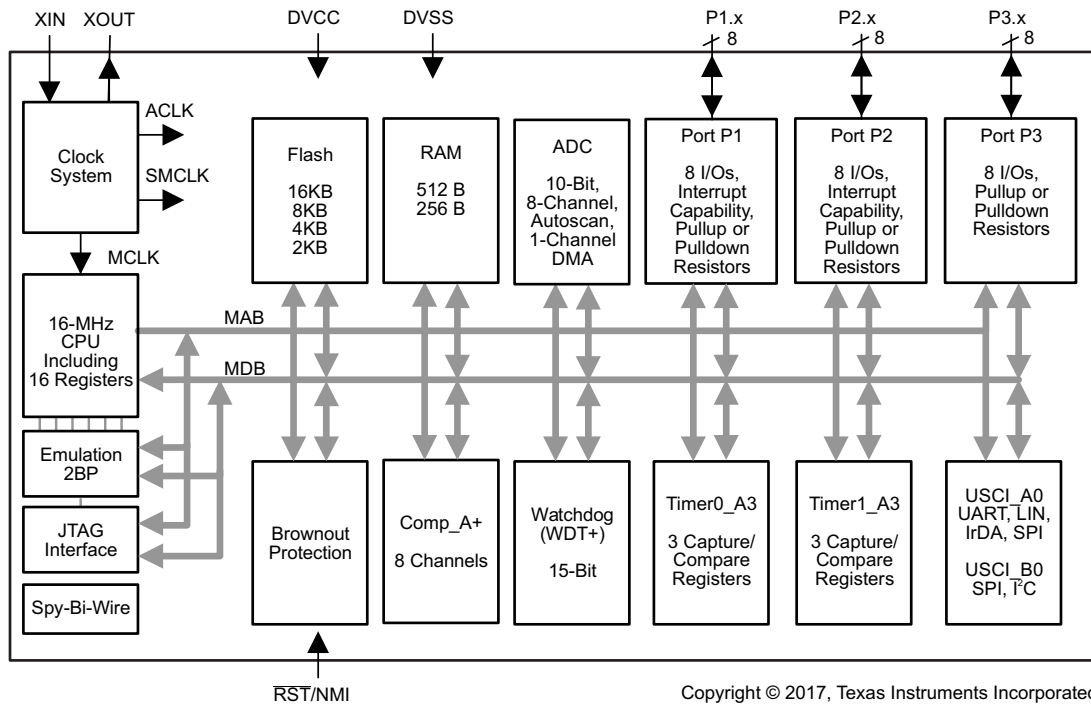 XIN XOUT DVCC DVSS P1.x P2.x P3.x
8 8 8
ACLK
SMCLK
MCLK
Clock
System
Flash
16KB
8KB
4KB
2KB
RAM
512 B
256 B
ADC
10-Bit,
8-Channel,
Autoscan,
1-Channel
DMA
Port P1
8 I/Os,
Interrupt
Capability,
Pullup or
Pulldown
Resistors
Port P2
8 I/Os,
Interrupt
Capability,
Pullup or
Pulldown
Resistors
Port P3
8 I/Os,
Pullup or
Pulldown
Resistors
16-MHz
CPU
Including
16 Registers
MAB
MDB
Emulation
2BP
JTAG
Interface
Spy-Bi-Wire
Brownout
Protection
Comp_A+
8 Channels
Watchdog
(WDT+)
15-Bit
Timer0_A3
3 Capture/
Compare
Registers
Timer1_A3
3 Capture/
Compare
Registers
USCI_A0
UART, LIN,
IrDA, SPI
USCI_B0
SPI, I²C
RST/NMI
Copyright © 2017, Texas Instruments Incorporated